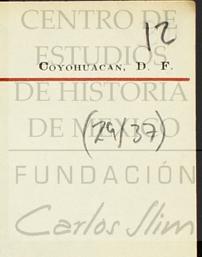 12
CENTRO DE
ESTUDIOS
COYOHUACAN, D. F.
DE HISTORIA
DE MÉXICO
(29/37)
FUNDACIÓN
Carlos Slim